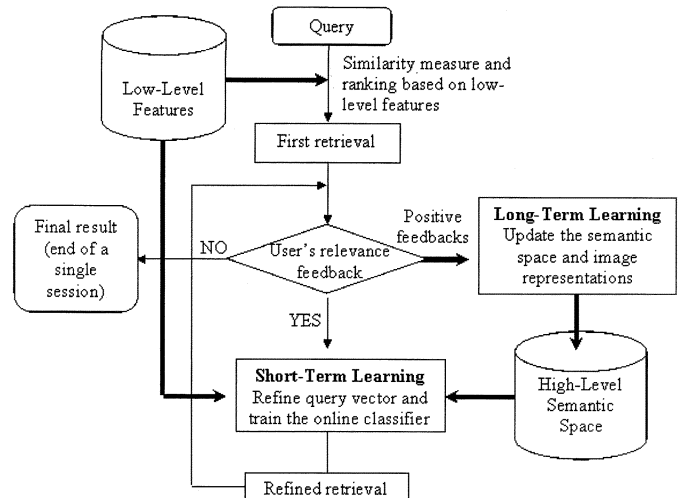 Query
Similarity measure and
ranking based on low-
level features
Low-Level
Features
First retrieval
Final result
(end of a
single
session)
NO
User's relevance
feedback
Positive
feedbacks
Long-Term Learning
Update the semantic
space and image
representations
YES
Short-Term Learning
Refine query vector and
train the online classifier
High-Level
Semantic
Space
Refined retrieval